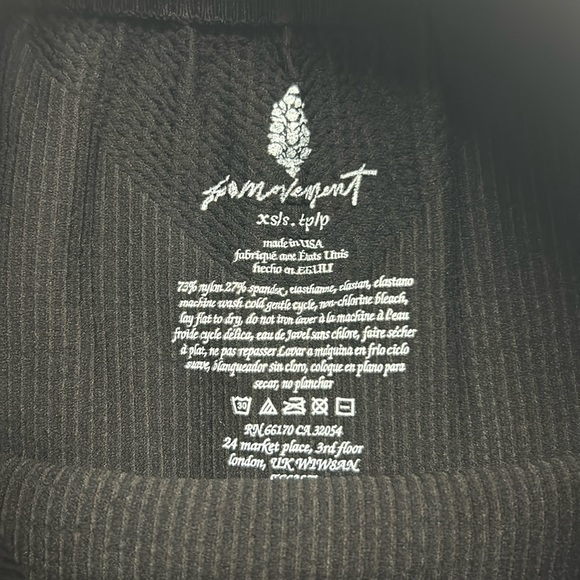 movement
xs/s . tp/p
made in USA
fabriqué aux États Unis
hecho en EE.UU
73% nylon 27% spandex, elasthanne, elastan, elastano
machine wash cold gentle cycle, non-chlorine bleach,
lay flat to dry, do not iron laver à la machine à l'eau
froide cycle délica, eau de Javel sans chlore, faire sécher
à plat, ne pas repasser Lavar a máquina en frío ciclo
suave, blanqueador sin cloro, coloque en plano para
secar, no planchar
30
RN 66170 CA 32054
24 market place, 3rd floor
london, UK W1W8AN